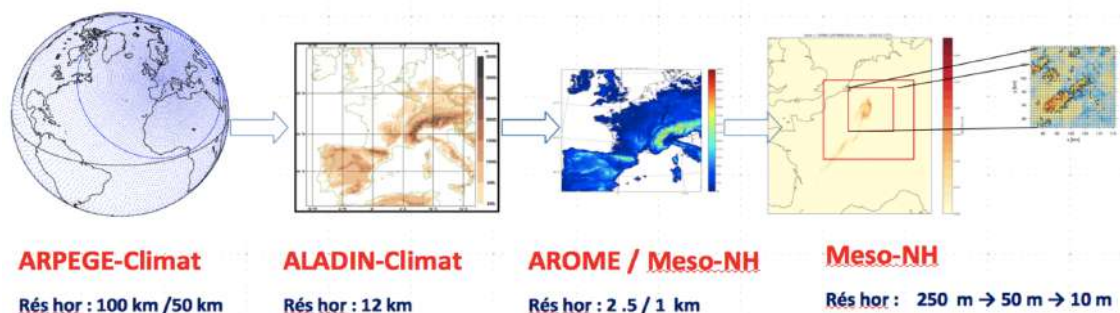 ARPEGE-Climat
ALADIN-Climat
AROME / Meso-NH
Meso-NH
Rés hor : 100 km /50 km
Rés hor : 12 km
Rés hor : 2 .5 / 1 km
Rés hor : 250 m → 50 m → 10 m